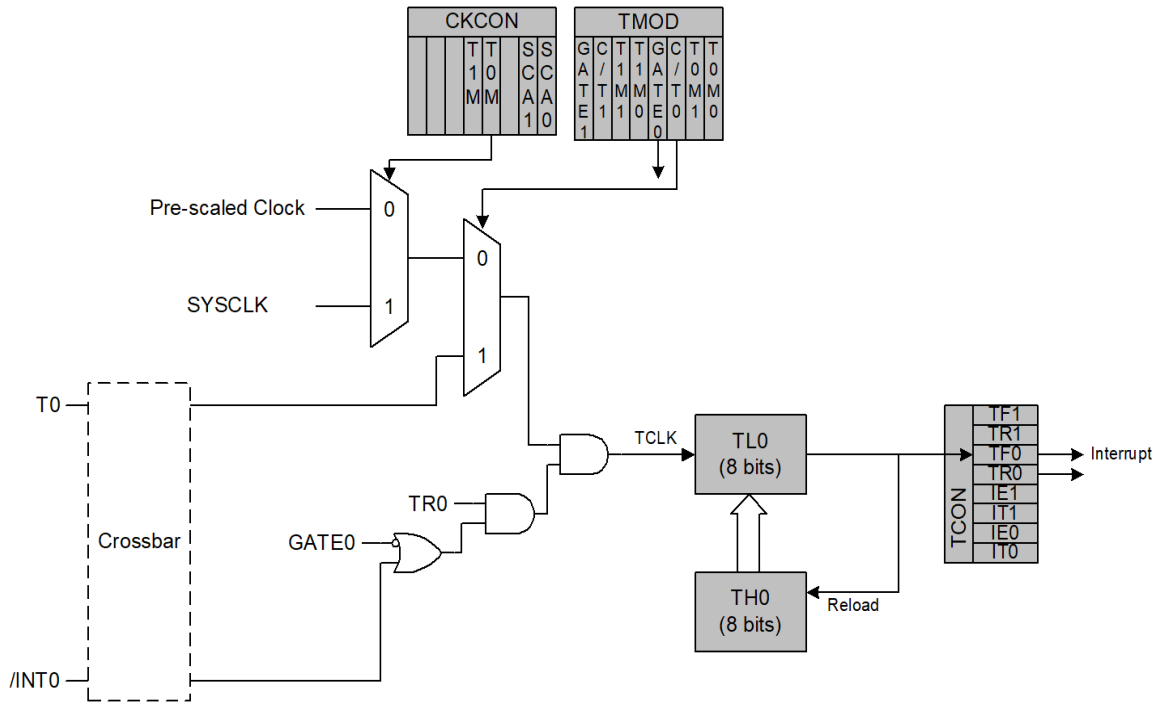 CKCON
T1M
T0M
SCA1
SCA0
TMOD
GATE1
C/T1
T1M1
T1M0
GATE0
C/T0
T0M1
T0M0
Pre-scaled Clock
0
SYSCLK
1
0
1
T0
Crossbar
/INT0
TR0
GATE0
TCLK
TL0
(8 bits)
TH0
(8 bits)
Reload
TCON
TF1
TR1
TF0
TR0
IE1
IT1
IE0
IT0
Interrupt